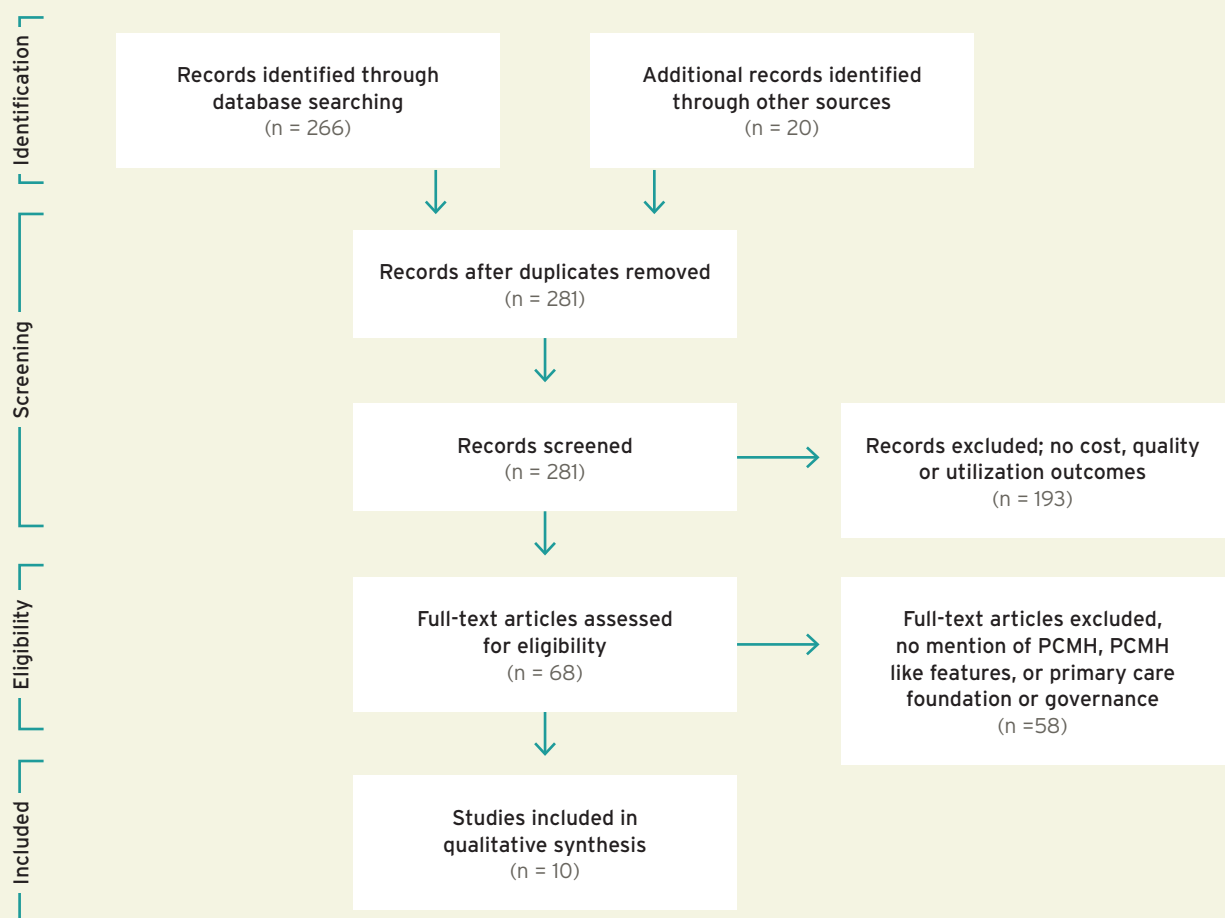 Identification
Records identified through
database searching
(n = 266)
Additional records identified
through other sources
(n = 20)
Screening
Records after duplicates removed
(n = 281)
Records screened
(n = 281)
Records excluded; no cost, quality
or utilization outcomes
(n = 193)
Eligibility
Full-text articles assessed
for eligibility
(n = 68)
Full-text articles excluded,
no mention of PCMH, PCMH
like features, or primary care
foundation or governance
(n =58)
Included
Studies included in
qualitative synthesis
(n = 10)